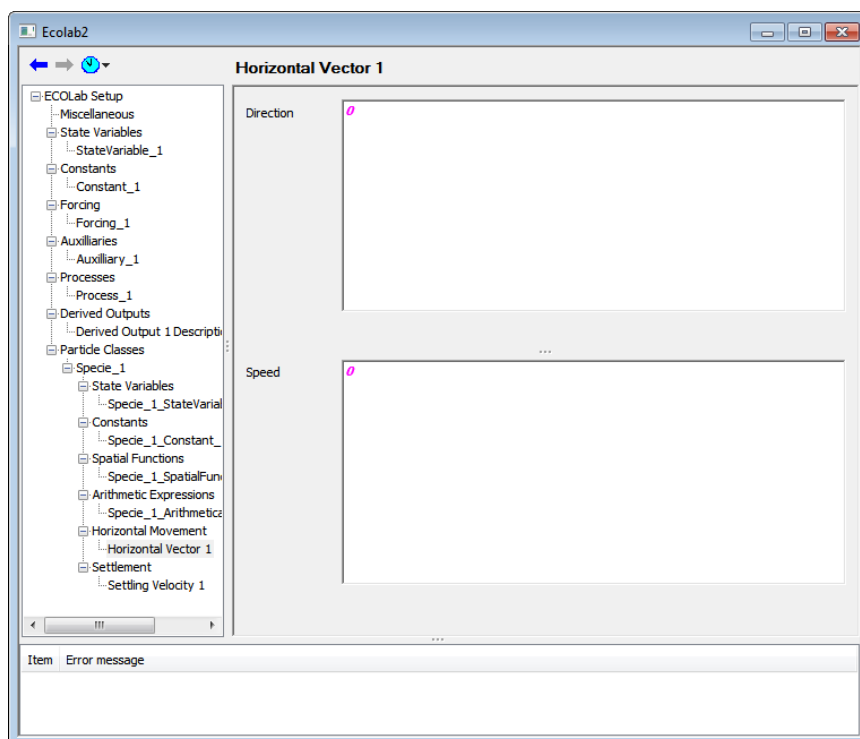 Ecolab2
Horizontal Vector 1
ECOLab Setup
Miscellaneous
State Variables
StateVariable_1
Constants
Constant_1
Forcing
Forcing_1
Auxilliaries
Auxilliary_1
Processes
Process_1
Derived Outputs
Derived Output 1 Descripti
Particle Classes
Specie_1
State Variables
Specie_1_StateVarial
Constants
Specie_1_Constant_
Spatial Functions
Specie_1_SpatialFun
Arithmetic Expressions
Specie_1_Arithmetica
Horizontal Movement
Horizontal Vector 1
Settlement
Settling Velocity 1
Direction
0
Speed
0
Item Error message